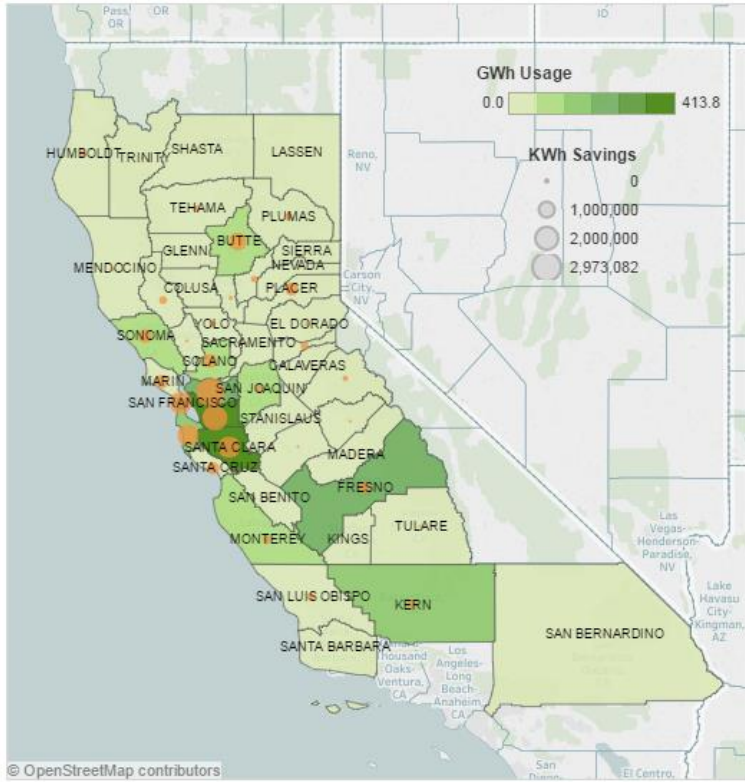 Pass,
OR
OR
ID
GWh Usage
0.0
413.8
KWh Savings
0
1,000,000
2,000,000
2,973,082
HUMBOLDT
TRINITY
SHASTA
LASSEN
Reno,
NV
TEHAMA
PLUMAS
BUTTE
GLENN
SIERRA
NEVADA
MENDOCINO
COLUSA
PLACER
Carson
City,
NV
YOLO
EL DORADO
SONOMA
SACRAMENTO
SOLANO
CALAVERAS
MARIN
SAN JOAQUIN
SAN FRANCISCO
STANISLAUS
SANTA CLARA
MADERA
SANTA CRUZ
FRESNO
SAN BENITO
TULARE
MONTEREY
KINGS
Las
Vegas-
Henderson-
Paradise,
NV
SAN LUIS OBISPO
KERN
Lake
Havasu
City-
Kingman,
AZ
SAN BERNARDINO
SANTA BARBARA
Thousand
Oaks-
Ventura,
CA
Los
Angeles-
Long
Beach-
Anaheim,
CA
San
El Centro,
© OpenStreetMap contributors